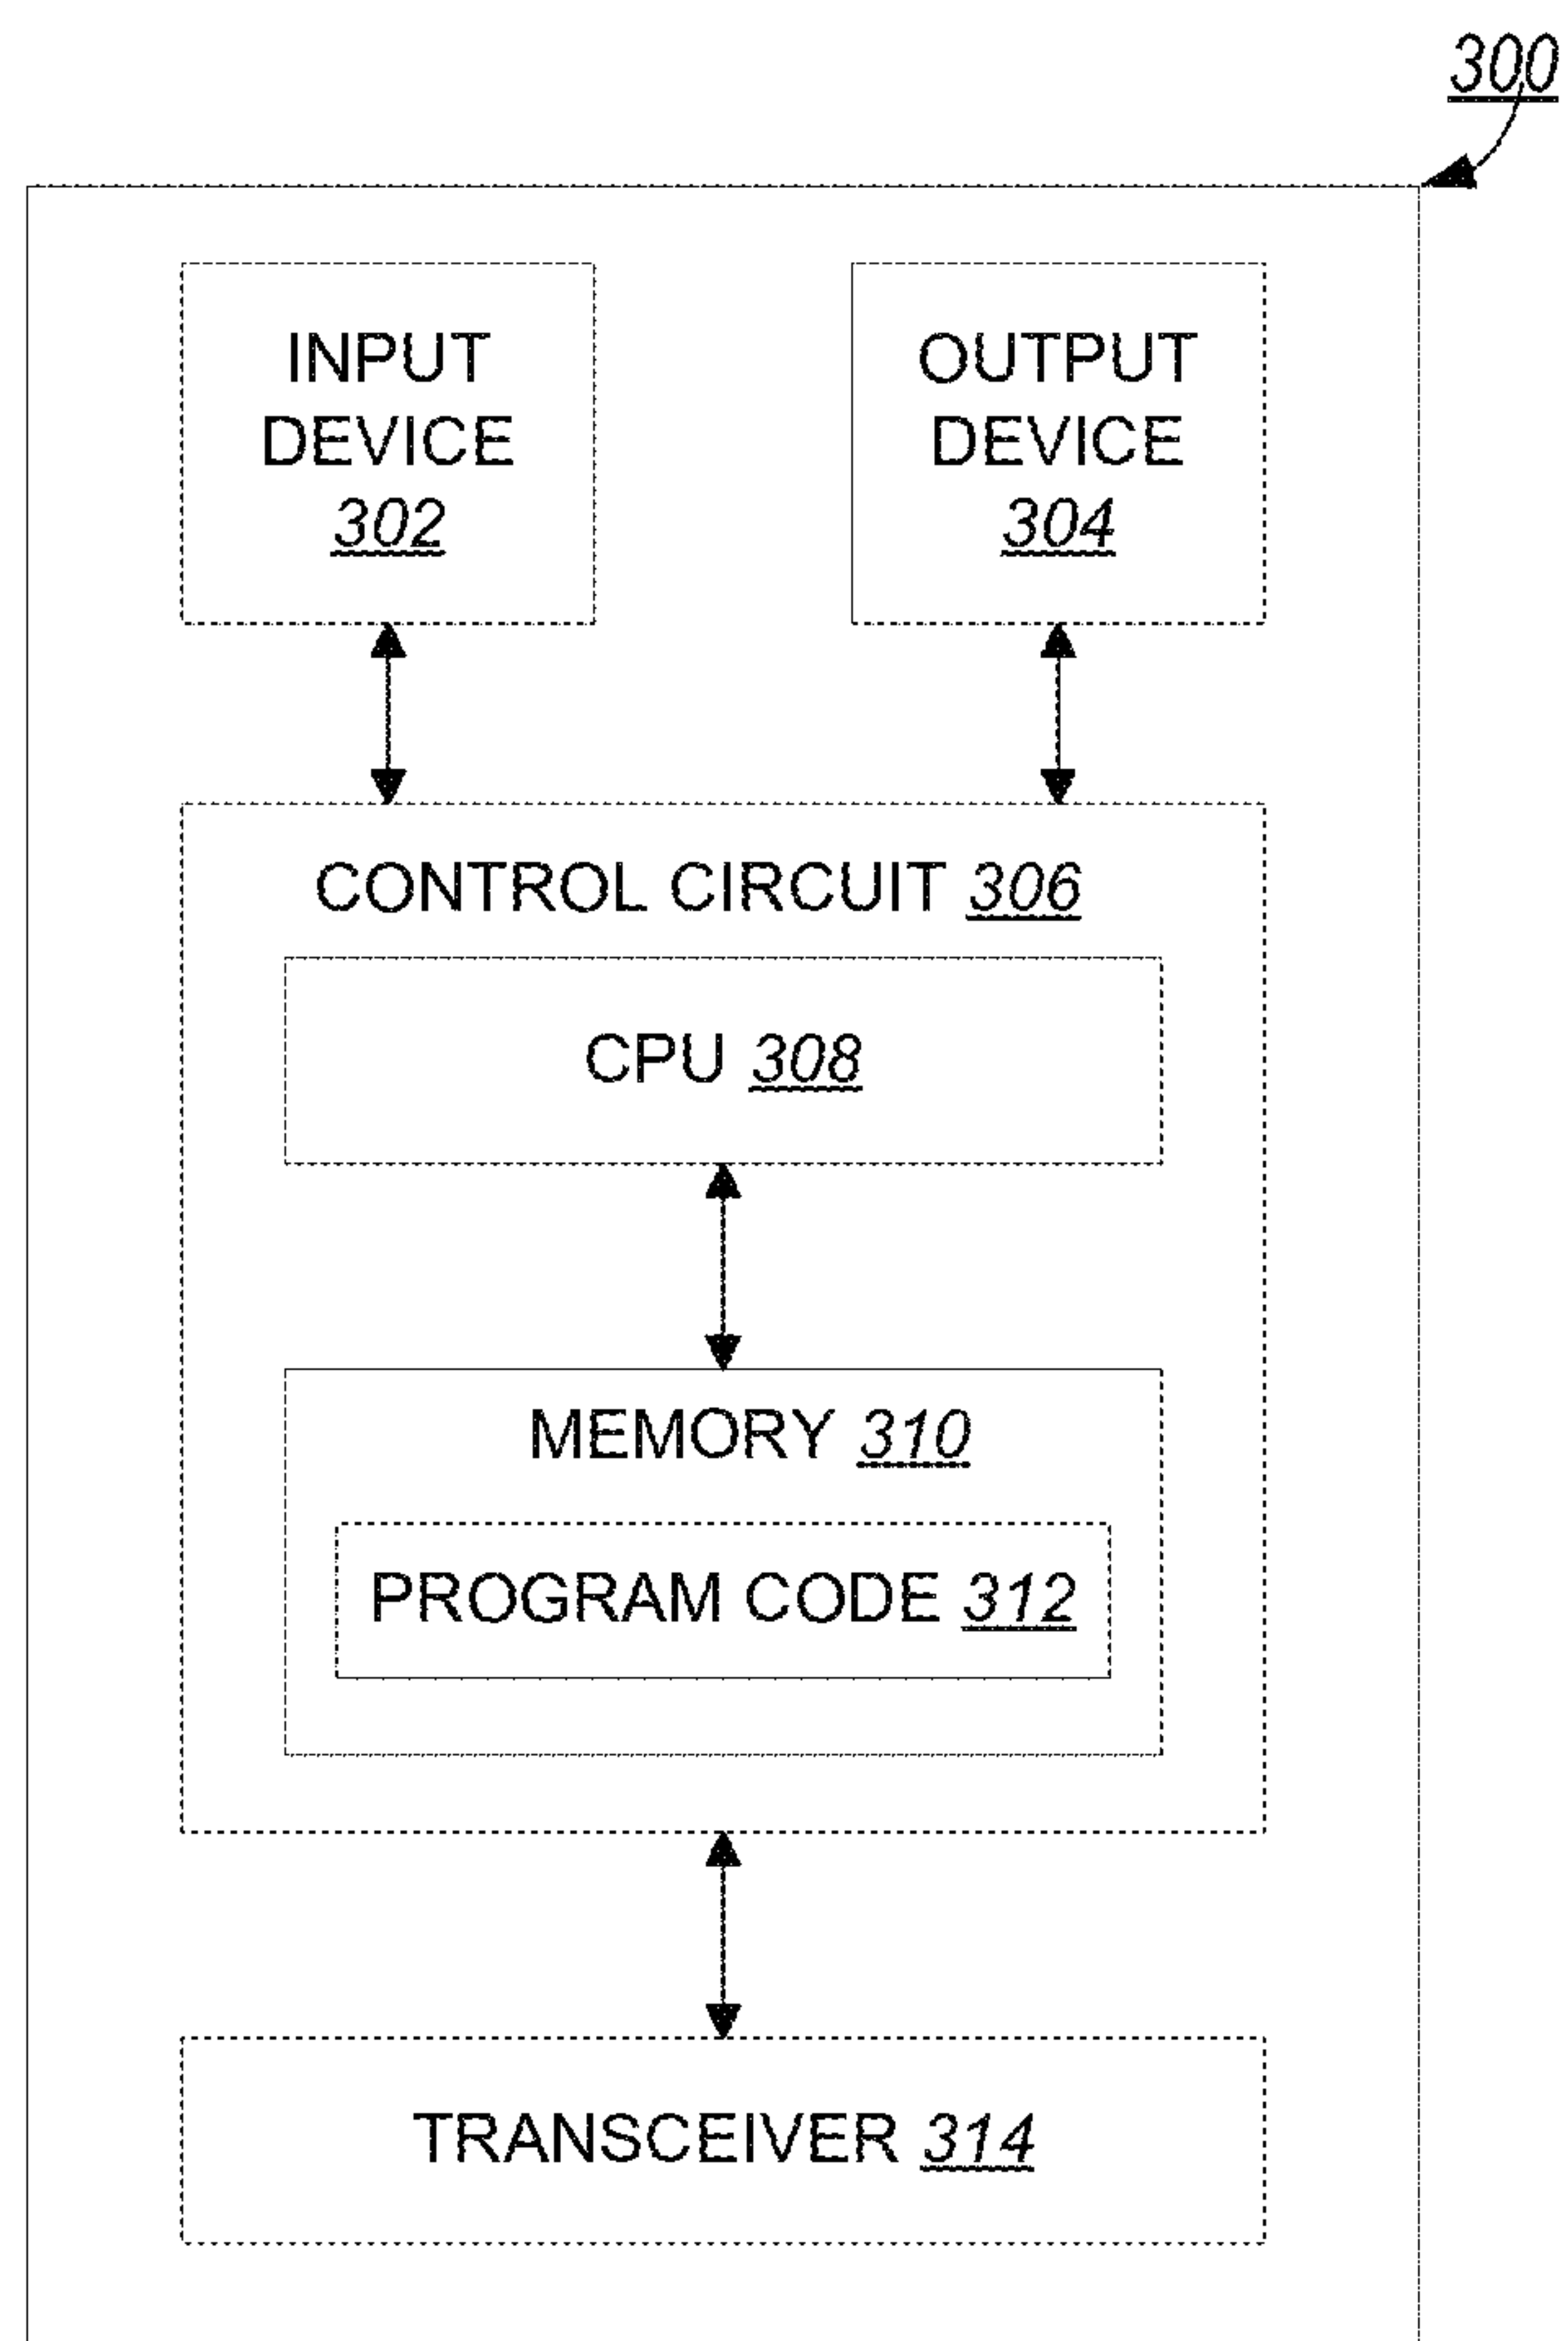 300
INPUT
DEVICE
302
OUTPUT
DEVICE
304
CONTROL CIRCUIT 306
CPU 308
MEMORY 310
PROGRAM CODE 312
TRANSCEIVER 314